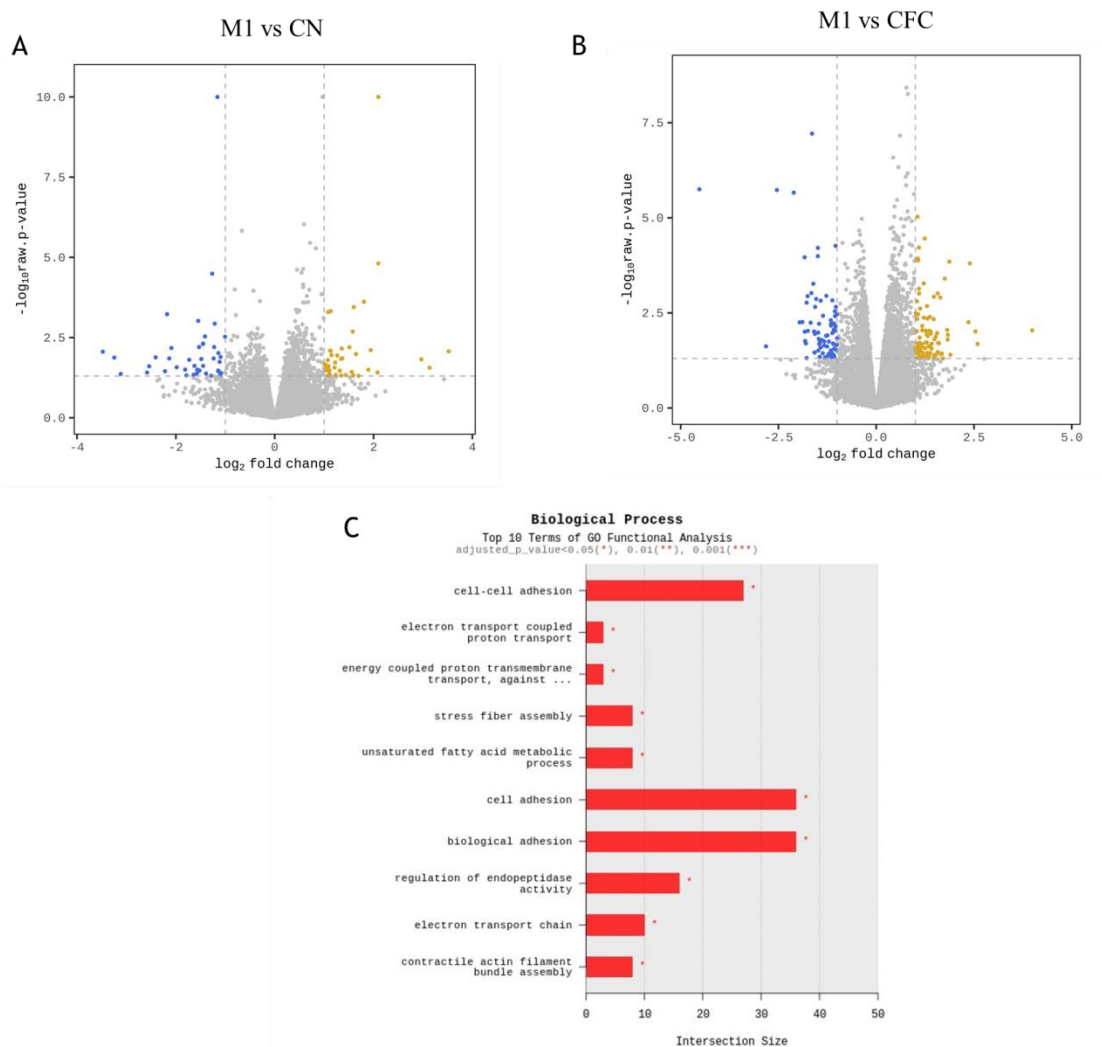 M1 vs CN
M1 vs CFC
A
B
10.0
7.5
5.0
2.5
0.0
-log10raw.p-value
-4
-2
0
2
4
log2 fold change
7.5
5.0
2.5
0.0
-log10raw.p-value
-5.0
-2.5
0.0
2.5
5.0
log2 fold change
C
Biological Process
Top 10 Terms of GO Functional Analysis
adjusted_p_value<0.05(*), 0.01(**), 0.001(***)
cell-cell adhesion
*
electron transport coupled
proton transport
*
energy coupled proton transmembrane
transport, against ...
*
stress fiber assembly
*
unsaturated fatty acid metabolic
process
*
cell adhesion
*
biological adhesion
*
regulation of endopeptidase
activity
*
electron transport chain
*
contractile actin filament
bundle assembly
*
0
10
20
30
40
50
Intersection Size